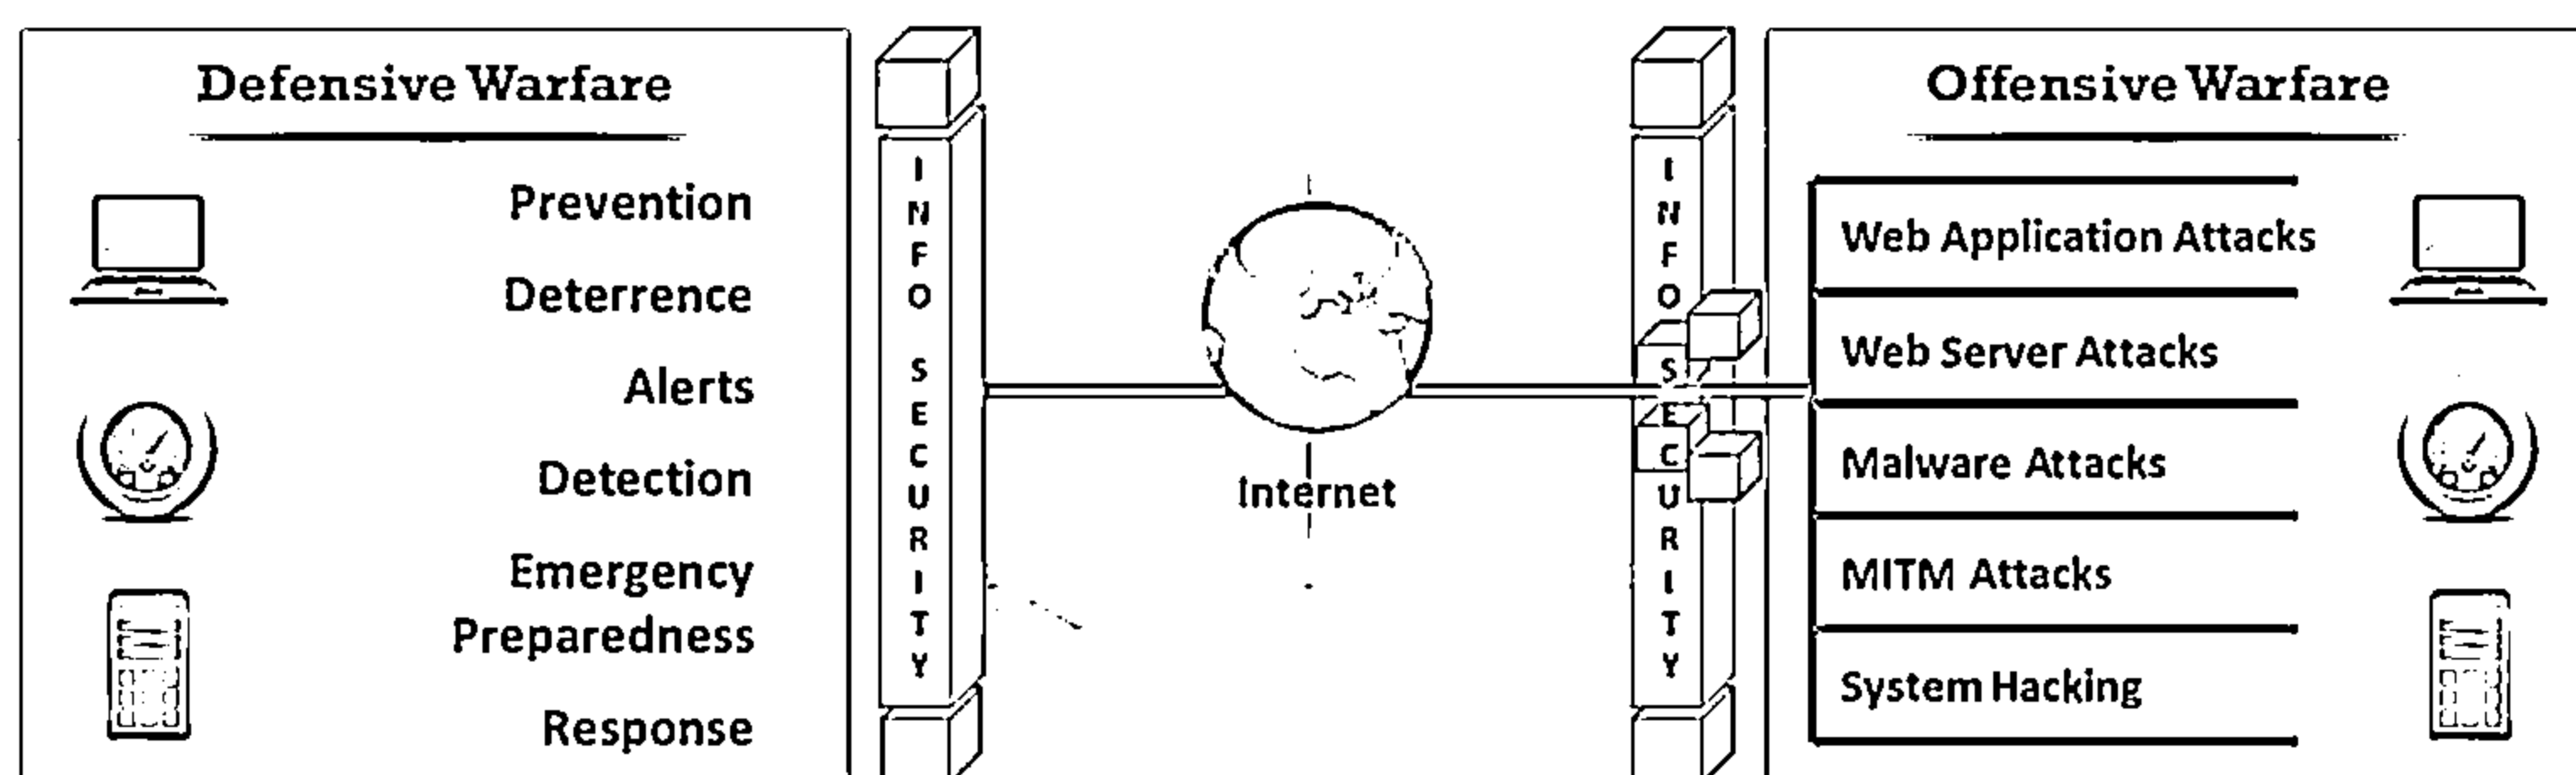 Defensive Warfare
Prevention
Deterrence
Alerts
Detection
Emergency
Preparedness
Response
INFO SECURITY
Internet
INFO SECURITY
Offensive Warfare
Web Application Attacks
Web Server Attacks
Malware Attacks
MITM Attacks
System Hacking